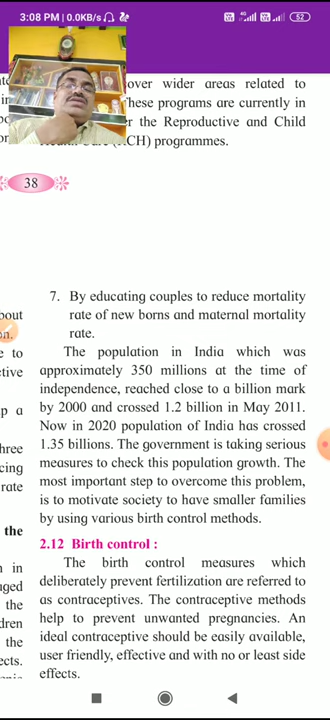 3:08 PM | 0.0KB/s
4G
52
over wider areas related to
These programs are currently in
the Reproductive and Child
(RCH) programmes.
38
7. By educating couples to reduce mortality
rate of new borns and maternal mortality
rate.
The population in India which was
approximately 350 millions at the time of
independence, reached close to a billion mark
by 2000 and crossed 1.2 billion in May 2011.
Now in 2020 population of India has crossed
1.35 billions. The government is taking serious
measures to check this population growth. The
most important step to overcome this problem,
is to motivate society to have smaller families
by using various birth control methods.
2.12 Birth control :
The birth control measures which
deliberately prevent fertilization are referred to
as contraceptives. The contraceptive methods
help to prevent unwanted pregnancies. An
ideal contraceptive should be easily available,
user friendly, effective and with no or least side
effects.